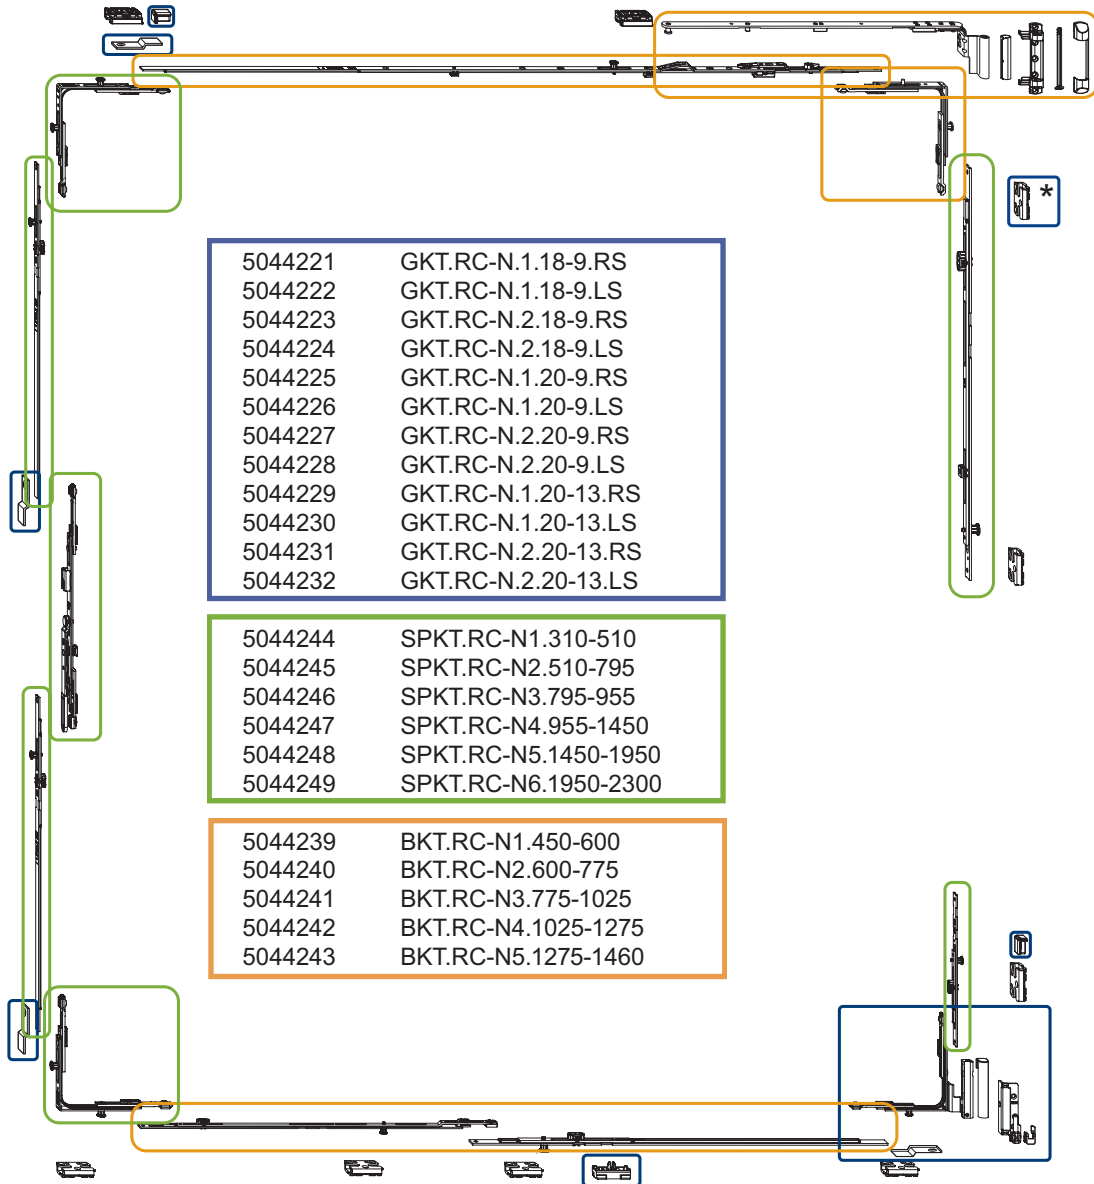 *
5044221 GKT.RC-N.1.18-9.RS
5044222 GKT.RC-N.1.18-9.LS
5044223 GKT.RC-N.2.18-9.RS
5044224 GKT.RC-N.2.18-9.LS
5044225 GKT.RC-N.1.20-9.RS
5044226 GKT.RC-N.1.20-9.LS
5044227 GKT.RC-N.2.20-9.RS
5044228 GKT.RC-N.2.20-9.LS
5044229 GKT.RC-N.1.20-13.RS
5044230 GKT.RC-N.1.20-13.LS
5044231 GKT.RC-N.2.20-13.RS
5044232 GKT.RC-N.2.20-13.LS
5044244 SPKT.RC-N1.310-510
5044245 SPKT.RC-N2.510-795
5044246 SPKT.RC-N3.795-955
5044247 SPKT.RC-N4.955-1450
5044248 SPKT.RC-N5.1450-1950
5044249 SPKT.RC-N6.1950-2300
5044239 BKT.RC-N1.450-600
5044240 BKT.RC-N2.600-775
5044241 BKT.RC-N3.775-1025
5044242 BKT.RC-N4.1025-1275
5044243 BKT.RC-N5.1275-1460